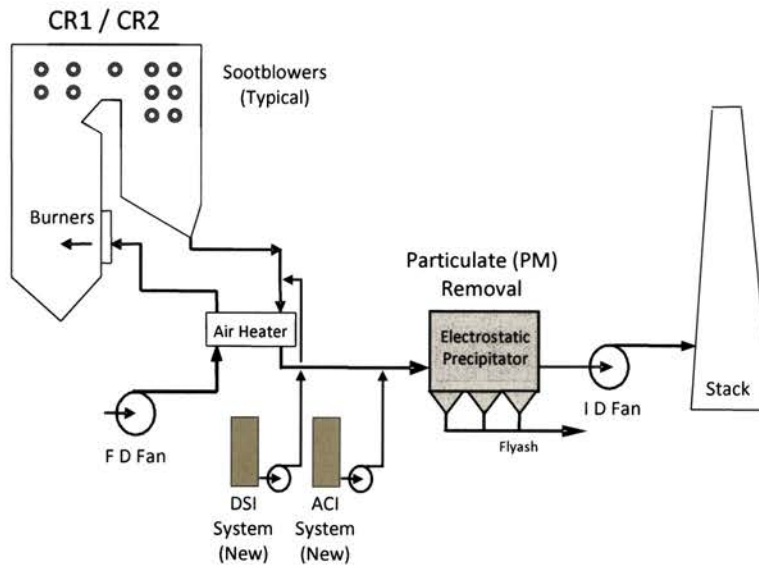 CR1 / CR2
Sootblowers
(Typical)
Burners
Air Heater
F D Fan
DSI
System
(New)
ACI
System
(New)
Particulate (PM)
Removal
Electrostatic
Precipitator
Flyash
I D Fan
Stack